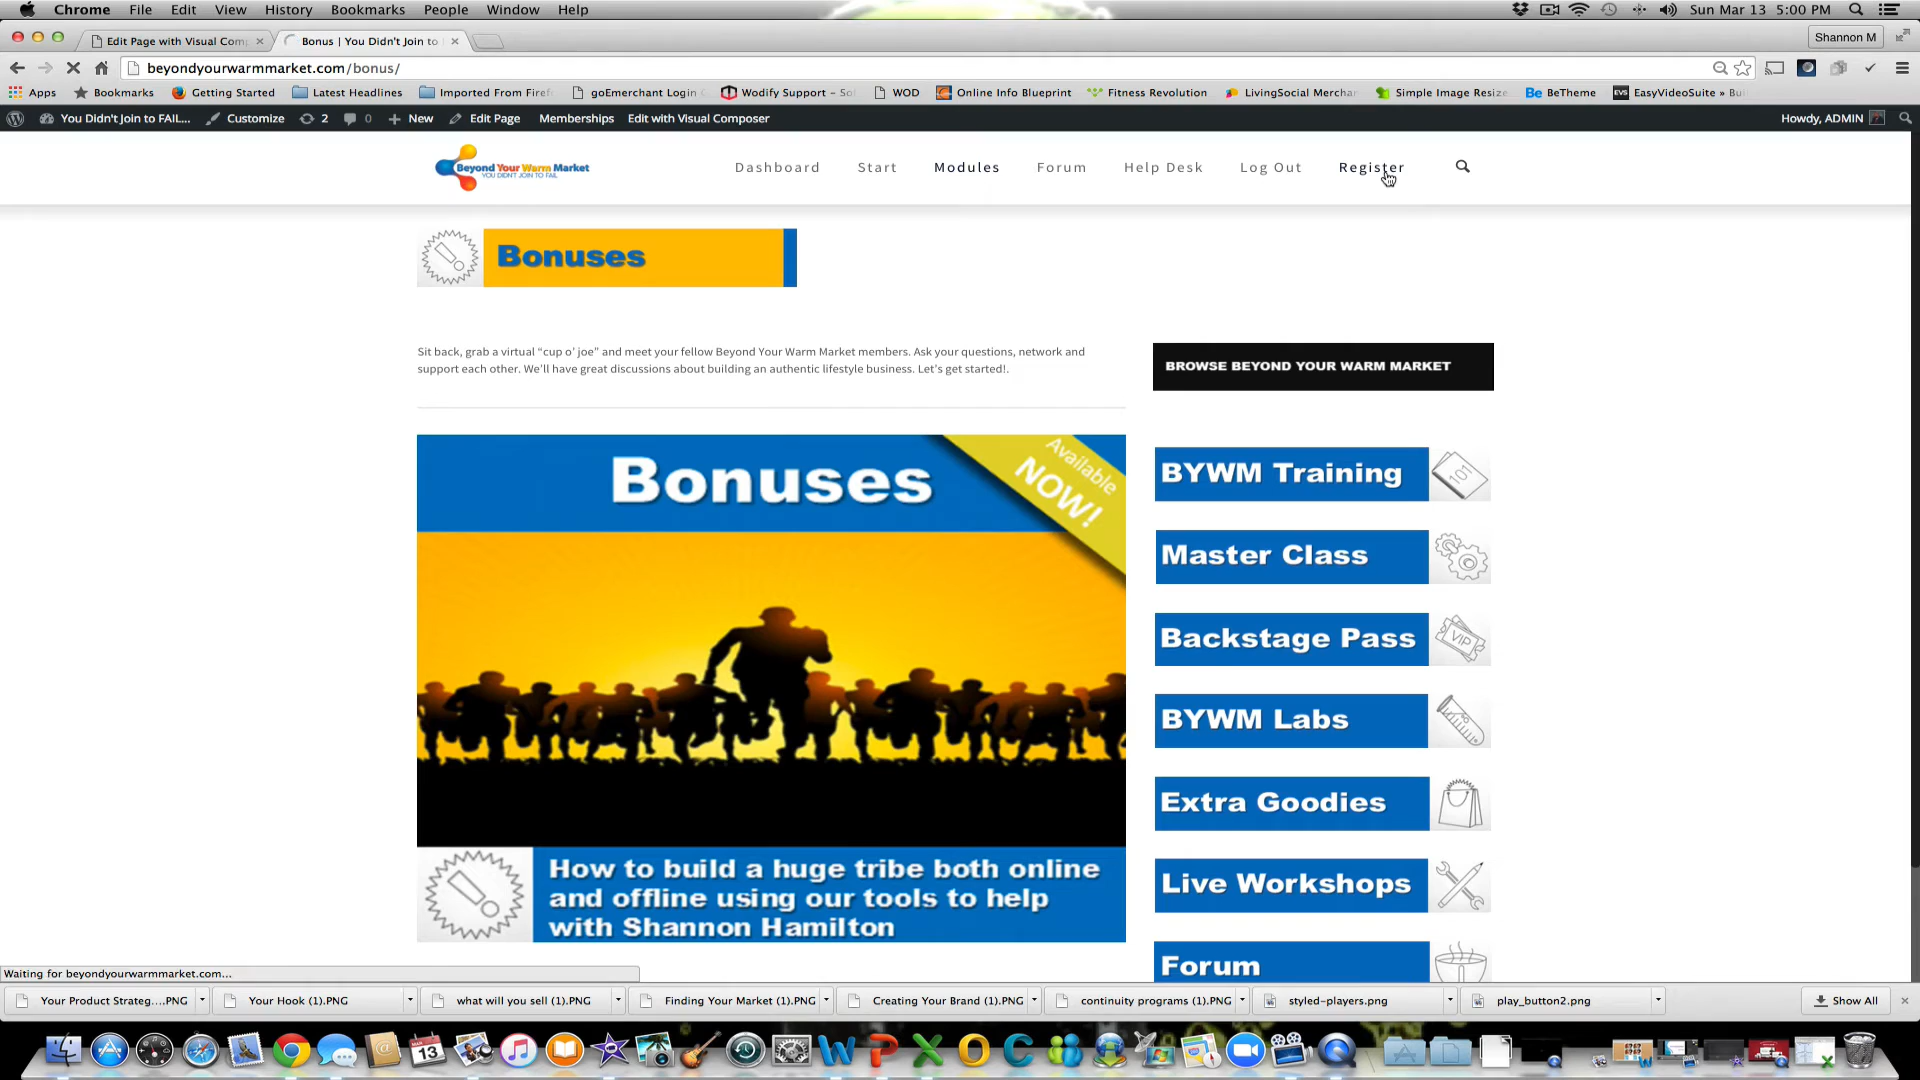 Chrome File Edit View History Bookmarks People Window Help Sun Mar 13 5:00 PM
Edit Page with Visual Com Bonus | You Didn't Join to Shannon M
beyondyourwarmmarket.com/bonus/
Apps Bookmarks Getting Started Latest Headlines Imported From Firef goEmerchant Login Wodify Support – So WOD Online Info Blueprint Fitness Revolution LivingSocial Mercha Simple Image Resize Be BeTheme EVS EasyVideoSuite » Bu
You Didn't Join to FAIL... Customize 2 0 New Edit Page Memberships Edit with Visual Composer Howdy, ADMIN
Beyond Your Warm Market
YOU DIDN'T JOIN TO FAIL
Dashboard Start Modules Forum Help Desk Log Out Register
Bonuses
Sit back, grab a virtual “cup o’ joe” and meet your fellow Beyond Your Warm Market members. Ask your questions, network and
support each other. We’ll have great discussions about building an authentic lifestyle business. Let’s get started!.
BROWSE BEYOND YOUR WARM MARKET
Bonuses
Available
NOW!
How to build a huge tribe both online
and offline using our tools to help
with Shannon Hamilton
BYWM Training
101
Master Class
Backstage Pass
VIP
BYWM Labs
Extra Goodies
Live Workshops
Forum
Waiting for beyondyourwarmmarket.com...
Your Product Strateg....PNG Your Hook (1).PNG what will you sell (1).PNG Finding Your Market (1).PNG Creating Your Brand (1).PNG continuity programs (1).PNG styled-players.png play_button2.png Show All
13